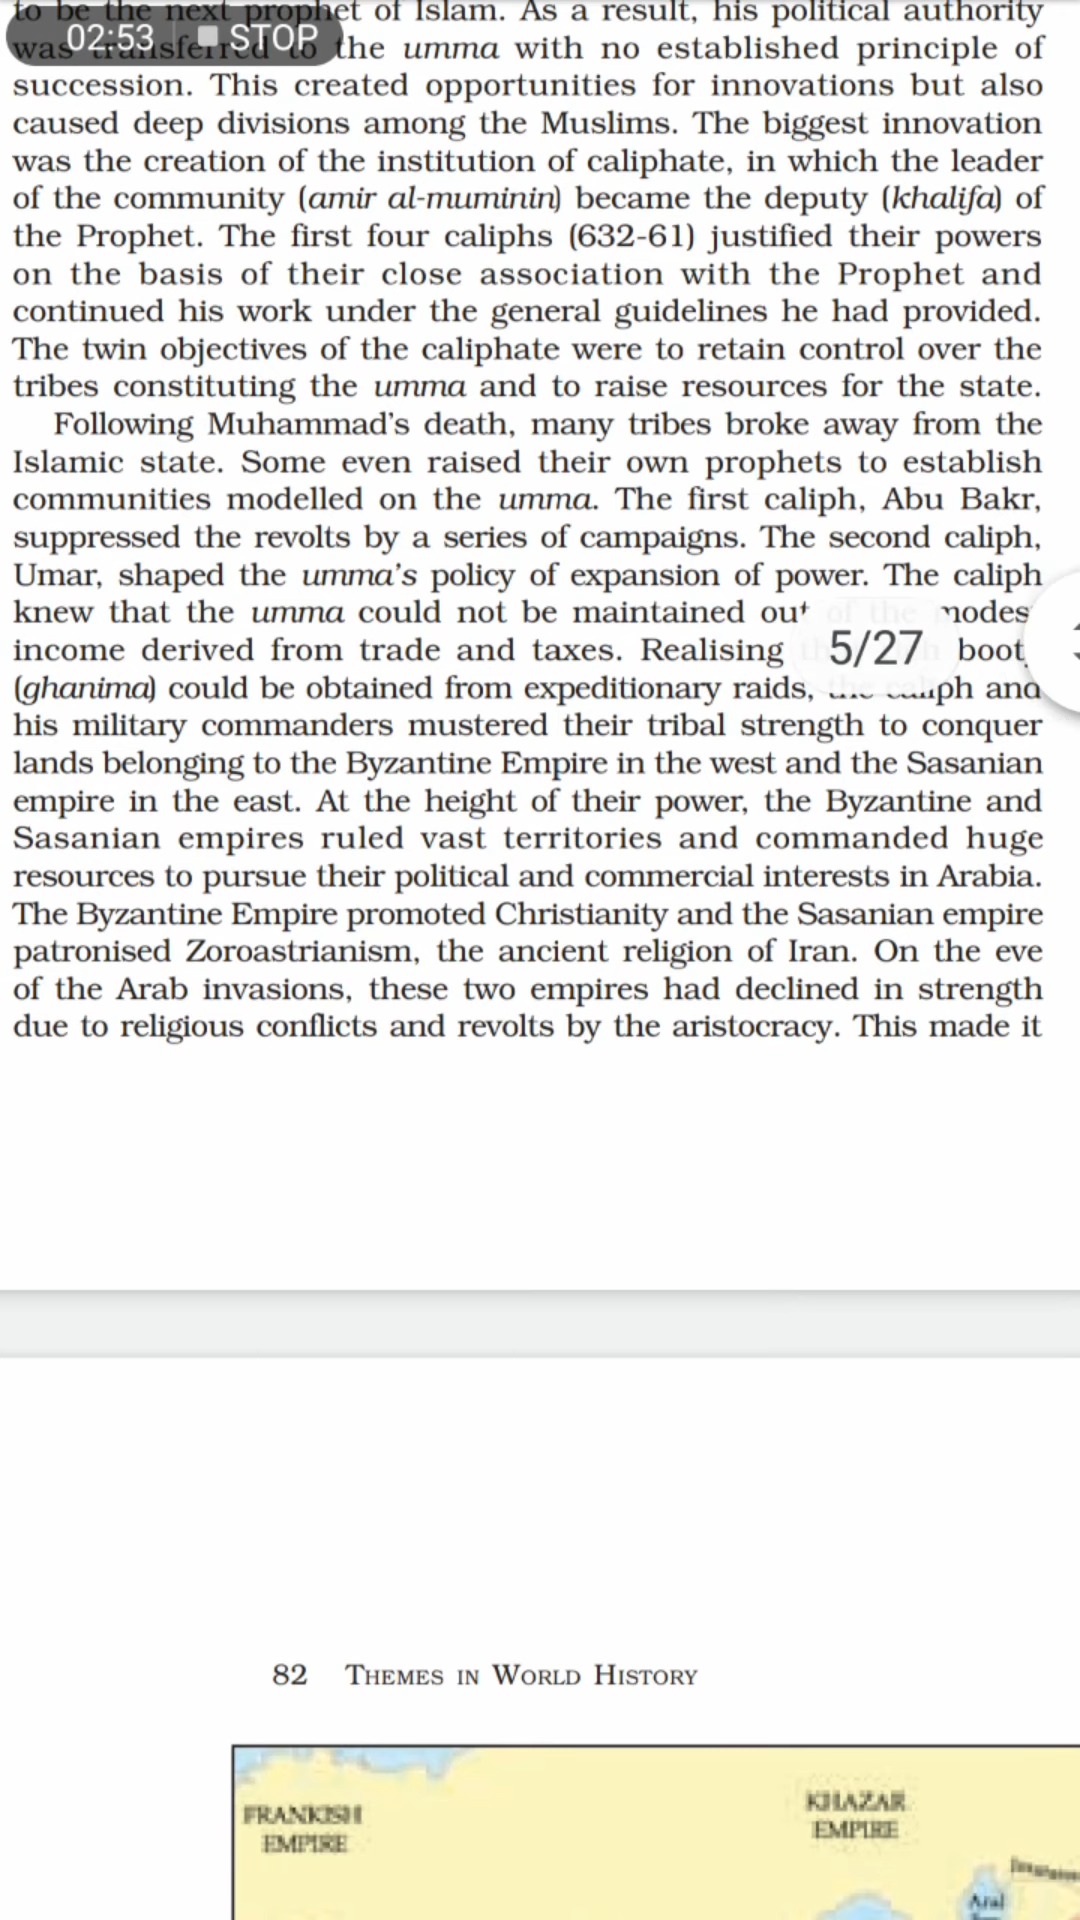 to be the next prophet of Islam. As a result, his political authority
02:53 STOP
was transferred to the umma with no established principle of
succession. This created opportunities for innovations but also
caused deep divisions among the Muslims. The biggest innovation
was the creation of the institution of caliphate, in which the leader
of the community (amir al-muminin) became the deputy (khalifa) of
the Prophet. The first four caliphs (632-61) justified their powers
on the basis of their close association with the Prophet and
continued his work under the general guidelines he had provided.
The twin objectives of the caliphate were to retain control over the
tribes constituting the umma and to raise resources for the state.
Following Muhammad's death, many tribes broke away from the
Islamic state. Some even raised their own prophets to establish
communities modelled on the umma. The first caliph, Abu Bakr,
suppressed the revolts by a series of campaigns. The second caliph,
Umar, shaped the umma's policy of expansion of power. The caliph
knew that the umma could not be maintained out of the modes
income derived from trade and taxes. Realising boot
5/27
(ghanima) could be obtained from expeditionary raids, the caliph and
his military commanders mustered their tribal strength to conquer
lands belonging to the Byzantine Empire in the west and the Sasanian
empire in the east. At the height of their power, the Byzantine and
Sasanian empires ruled vast territories and commanded huge
resources to pursue their political and commercial interests in Arabia.
The Byzantine Empire promoted Christianity and the Sasanian empire
patronised Zoroastrianism, the ancient religion of Iran. On the eve
of the Arab invasions, these two empires had declined in strength
due to religious conflicts and revolts by the aristocracy. This made it
82 THEMES IN WORLD HISTORY
FRANKISH
EMPIRE
KHAZAR
EMPIRE
Aral